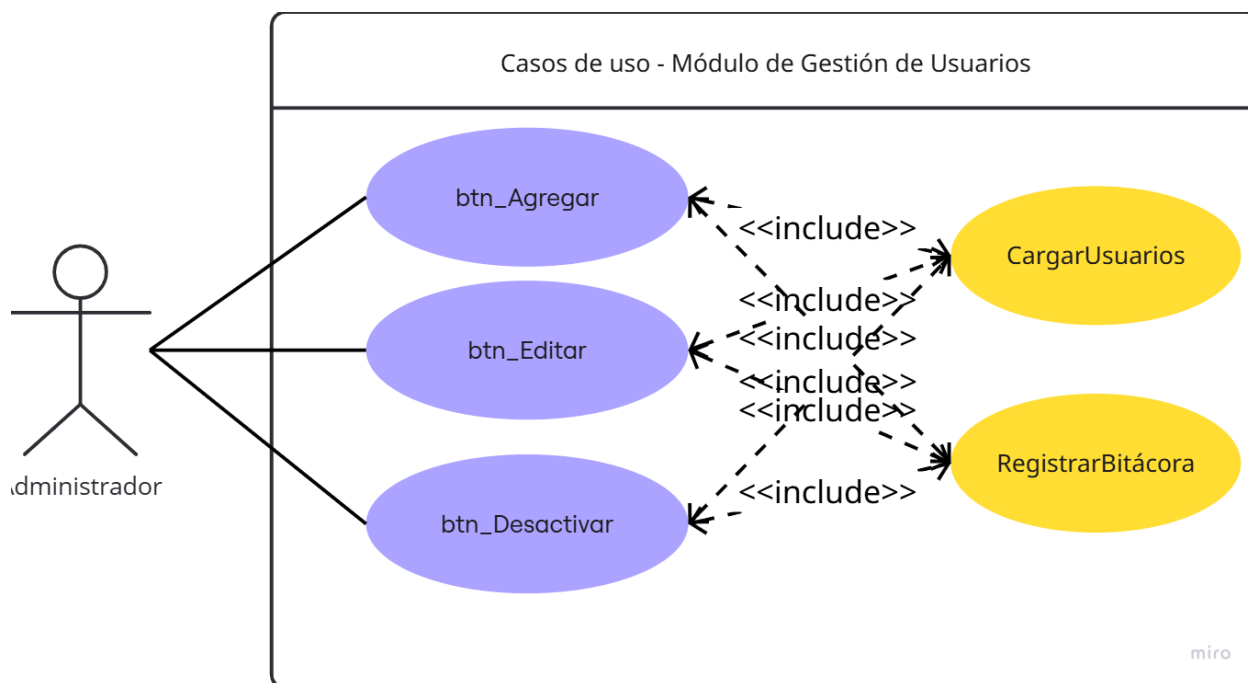 Casos de uso - Módulo de Gestión de Usuarios
btn_Agregar
<<include>>
CargarUsuarios
<<include>>
<<include>>
btn_Editar
<<include>>
<<include>>
RegistrarBitácora
dministrador
<<include>>
btn_Desactivar
miro